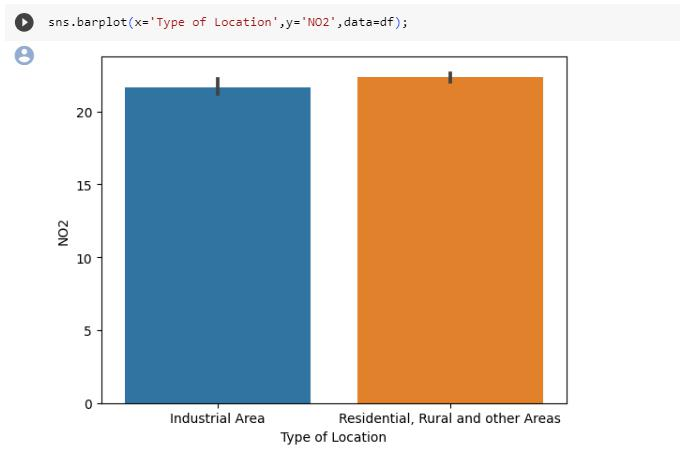 sns.barplot(x='Type of Location',y='NO2',data=df);
20
15
10
5
0
NO2
Industrial Area
Residential, Rural and other Areas
Type of Location